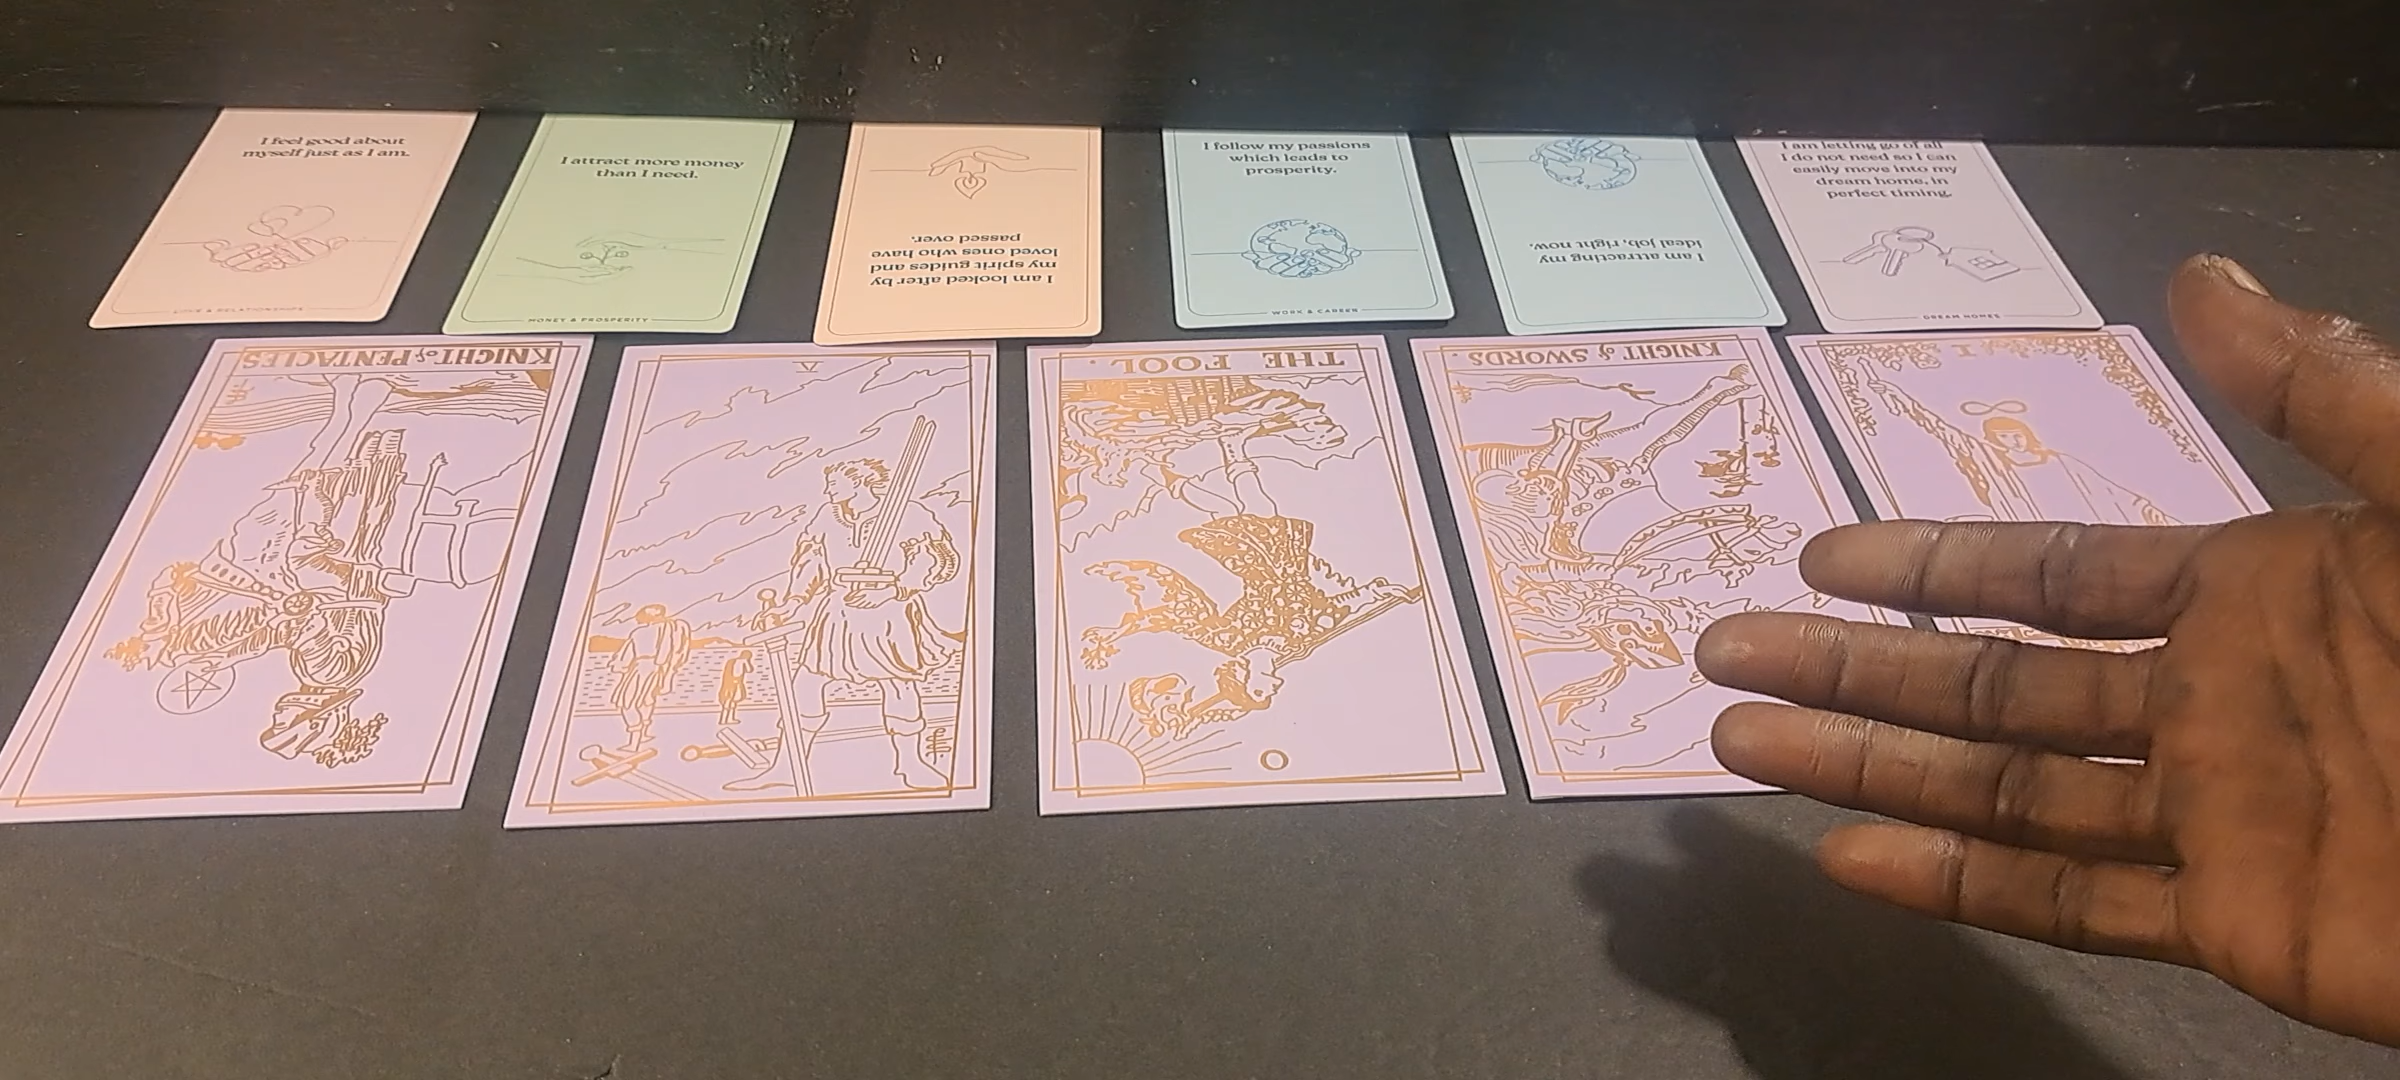 I feel good about
myself just as I am.
LOVE & RELATIONSHIPS
I attract more money
than I need.
MONEY & PROSPERITY
I am looked after by
my spirit guides and
loved ones who have
passed over.
I follow my passions
which leads to
prosperity.
WORK & CAREER
I am attracting my
ideal job, right now.
I am letting go of all
I do not need so I can
easily move into my
dream home, in
perfect timing.
DREAM HOMES
KNIGHT of PENTACLES
V
THE FOOL.
0
KNIGHT of SWORDS.
I